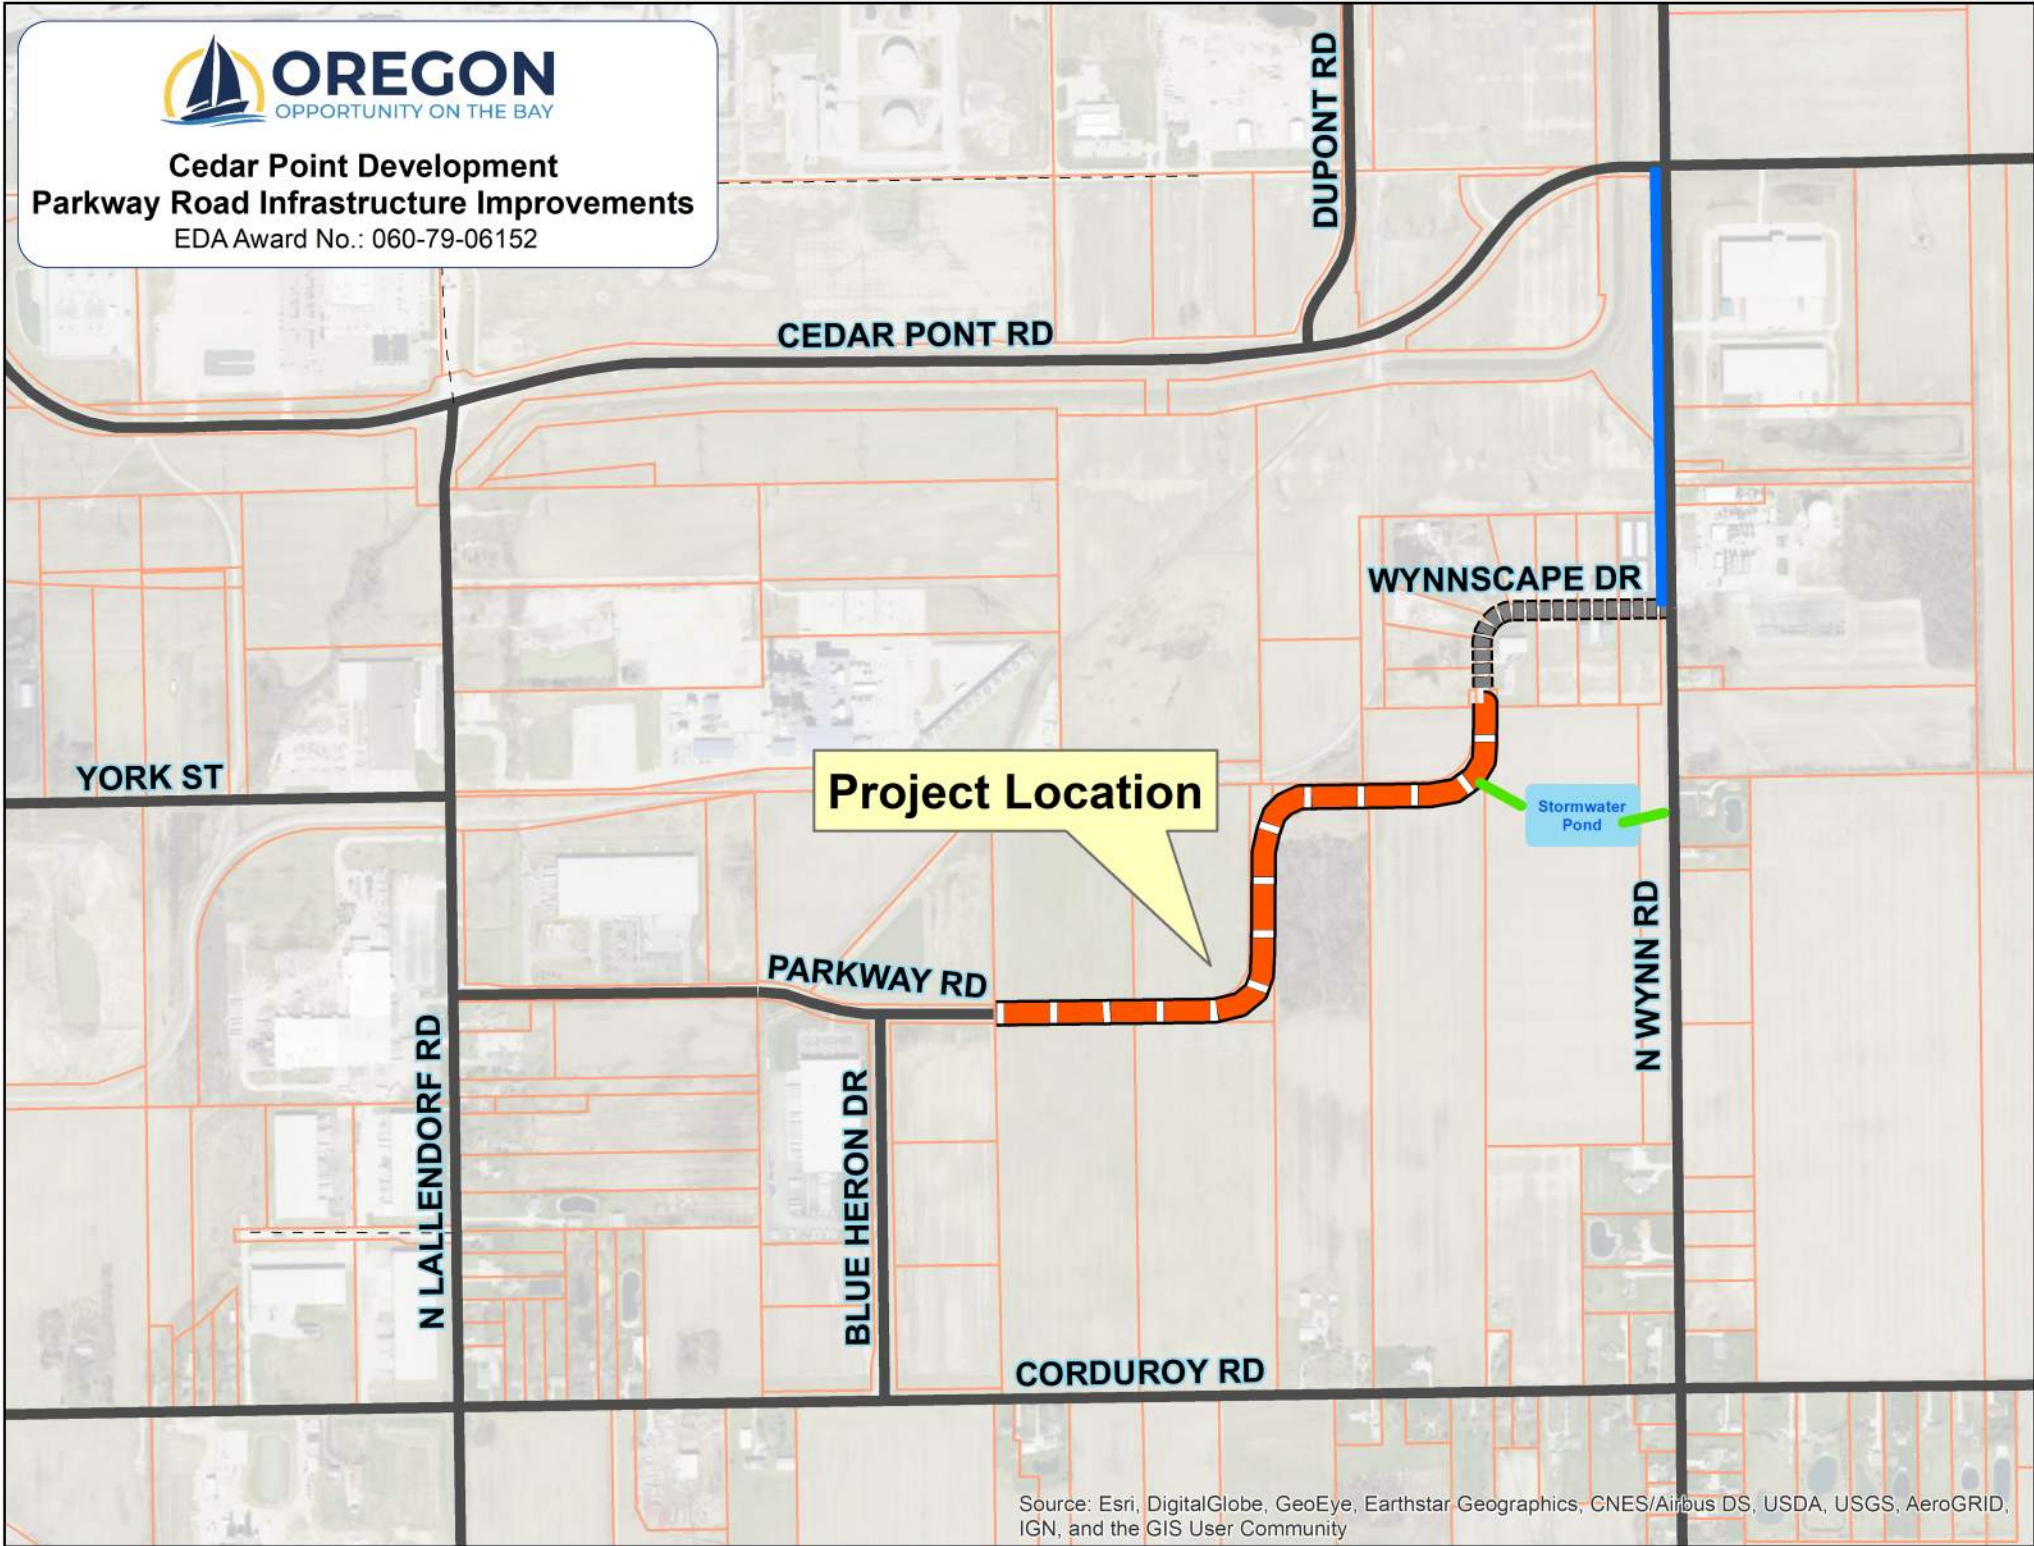 OREGON
OPPORTUNITY ON THE BAY
Cedar Point Development
Parkway Road Infrastructure Improvements
EDA Award No.: 060-79-06152
DUPONT RD
CEDAR PONT RD
WYNNSCAPE DR
YORK ST
Project Location
Stormwater
Pond
PARKWAY RD
N WYNN RD
N LALLENDORF RD
BLUE HERON DR
CORDUROY RD
Source: Esri, DigitalGlobe, GeoEye, Earthstar Geographics, CNES/Airbus DS, USDA, USGS, AeroGRID,
IGN, and the GIS User Community